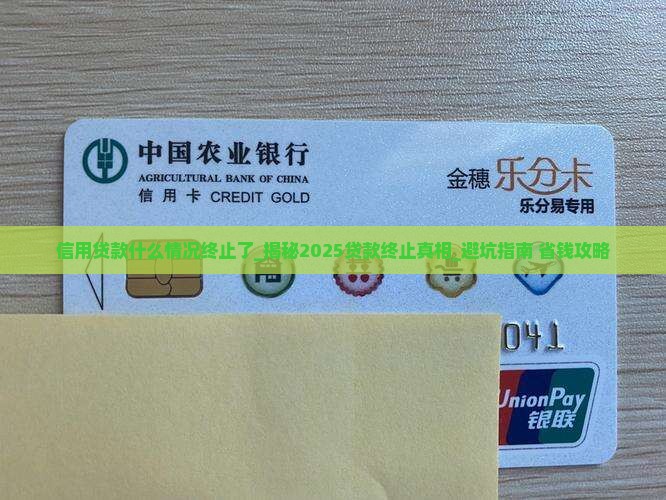 中国农业银行
AGRICULTURAL BANK OF CHINA
信用卡 CREDIT GOLD
金穗 乐分卡
乐分易专用
信用贷款什么情况终止了_揭秘2025贷款终止真相_避坑指南 省钱攻略
041
UnionPay
银联